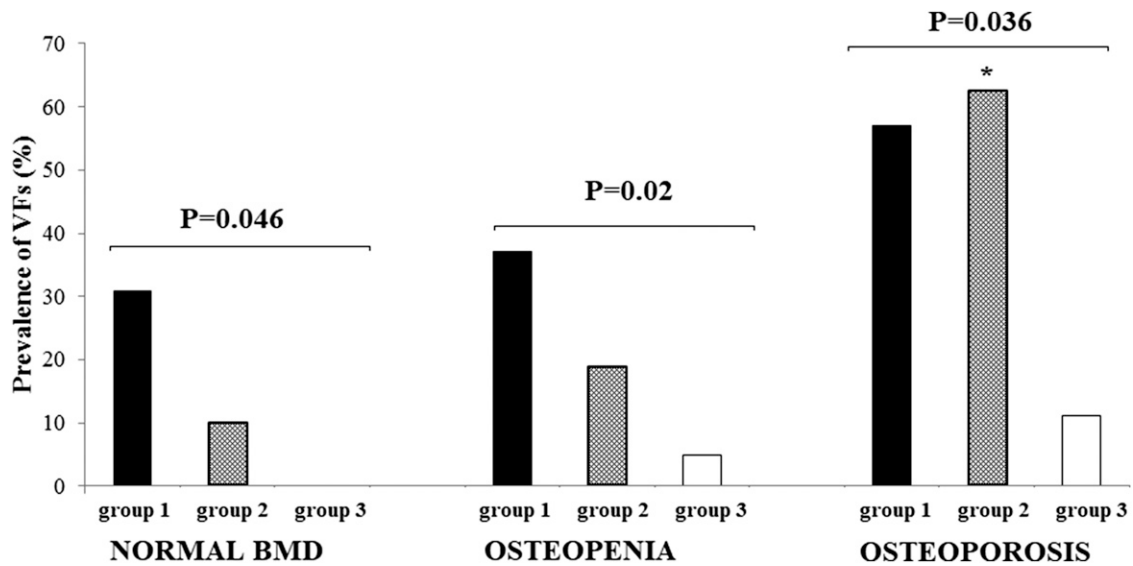 P=0.036
70
*
60
50
P=0.02
P=0.046
40
30
20
10
0
Prevalence of VFs (%)
group 1 group 2 group 3 group 1 group 2 group 3 group 1 group 2 group 3
NORMAL BMD OSTEOPENIA OSTEOPOROSIS